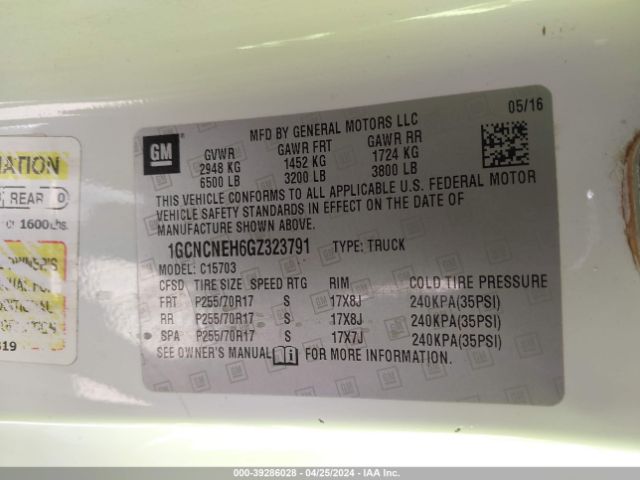 MATION
REAR 0
or 1600 lbs.
319
GM
MFD BY GENERAL MOTORS LLC
05/16
GVWR GAWR FRT GAWR RR
2948 KG 1452 KG 1724 KG
6500 LB 3200 LB 3800 LB
THIS VEHICLE CONFORMS TO ALL APPLICABLE U.S. FEDERAL MOTOR
VEHICLE SAFETY STANDARDS IN EFFECT ON THE DATE OF
MANUFACTURE SHOWN ABOVE.
1GCNCNEH6GZ323791 TYPE: TRUCK
MODEL: C15703
CFSD TIRE SIZE SPEED RTG RIM COLD TIRE PRESSURE
FRT P255/70R17 S 17X8J 240KPA(35PSI)
RR P255/70R17 S 17X8J 240KPA(35PSI)
SPA P255/70R17 S 17X7J 240KPA(35PSI)
SEE OWNER'S MANUAL FOR MORE INFORMATION.
000-39286028 - 04/25/2024 - IAA Inc.